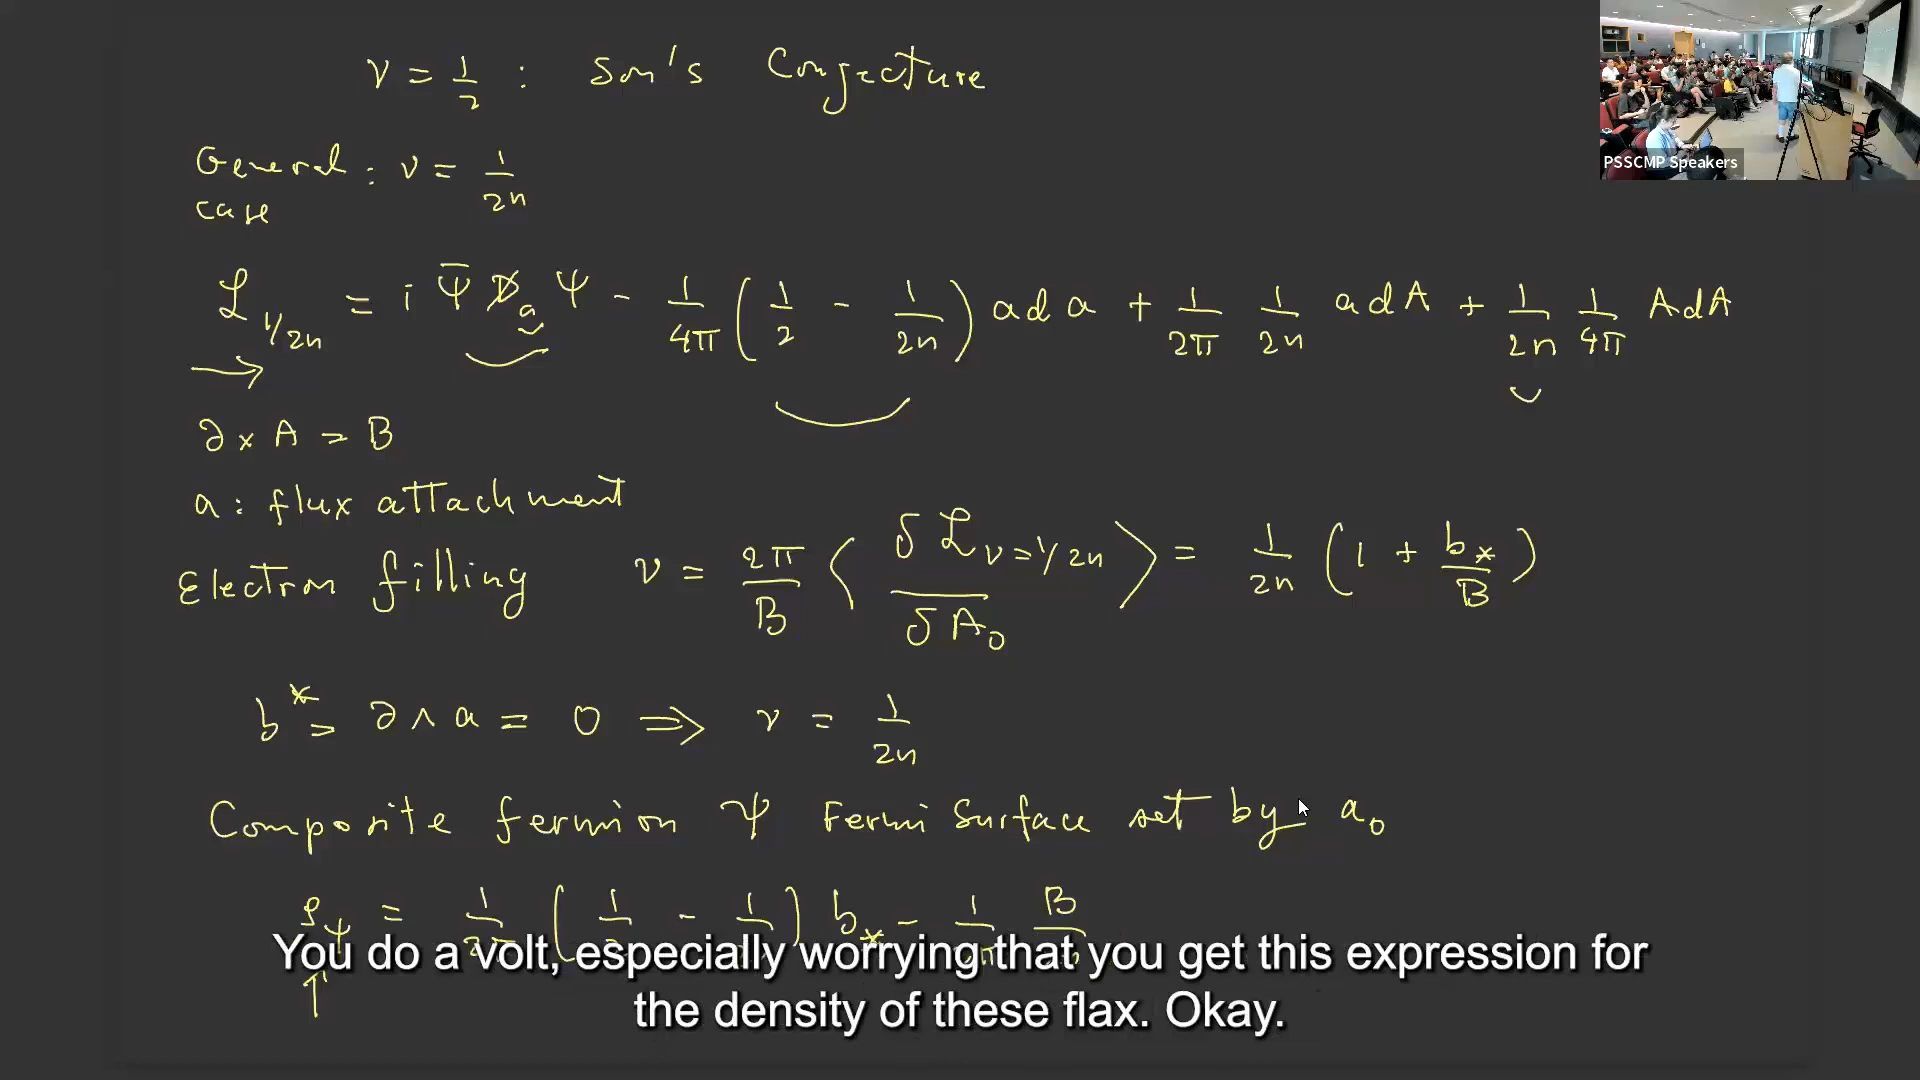 ν = 1/2 : Son's Conjecture
PSSCMP Speakers
General case : ν = 1/2n
ℒ_{1/2n} = i Ψ̄ D̸_a Ψ - 1/4π (1/2 - 1/2n) a d a + 1/2π 1/2n a d A + 1/2n 1/4π A d A
∂ × A = B
a : flux attachment
Electron filling ν = 2π/B ⟨ δℒ_{ν=1/2n} / δA_0 ⟩ = 1/2n (1 + b_*/B)
b^* = ∂ ∧ a = 0 ⇒ ν = 1/2n
Composite fermion Ψ Fermi Surface set by a_0
ρ_Ψ =
You do a volt, especially worrying that you get this expression for
the density of these flax. Okay.